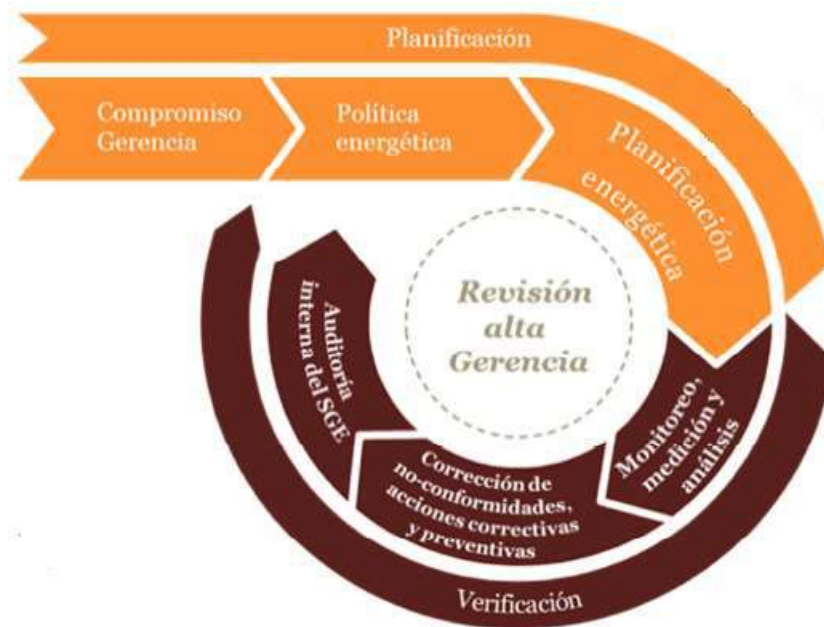 Planificación
Compromiso
Gerencia
Política
energética
Planificación
energética
Revisión
alta
Gerencia
Monitoreo,
medición y
análisis
Corrección de
no-conformidades,
acciones correctivas
y preventivas
Auditoría
interna del SGE
Verificación